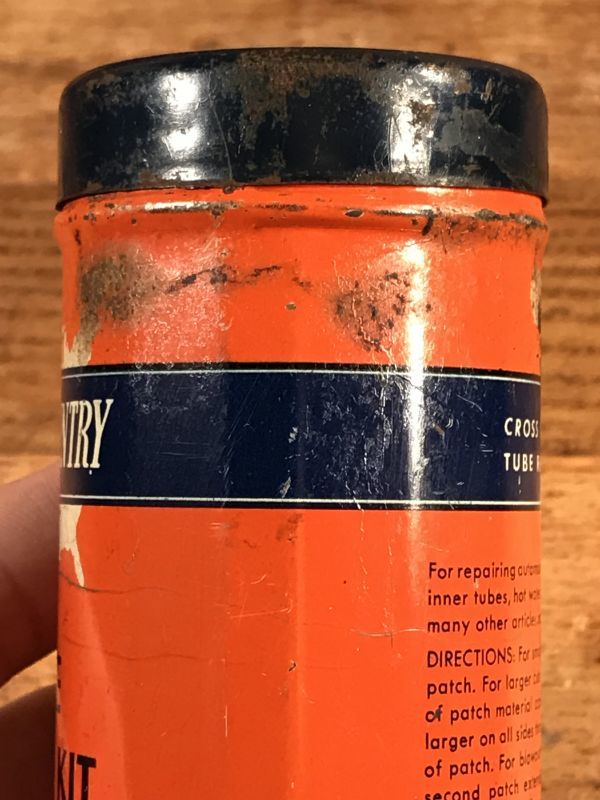 NTRY
CROSS
TUBE
For repairing
inner tubes, hot
many other articles
DIRECTIONS: For
patch. For larger
of patch material
larger on all sides
of patch. For
second patch
KIT